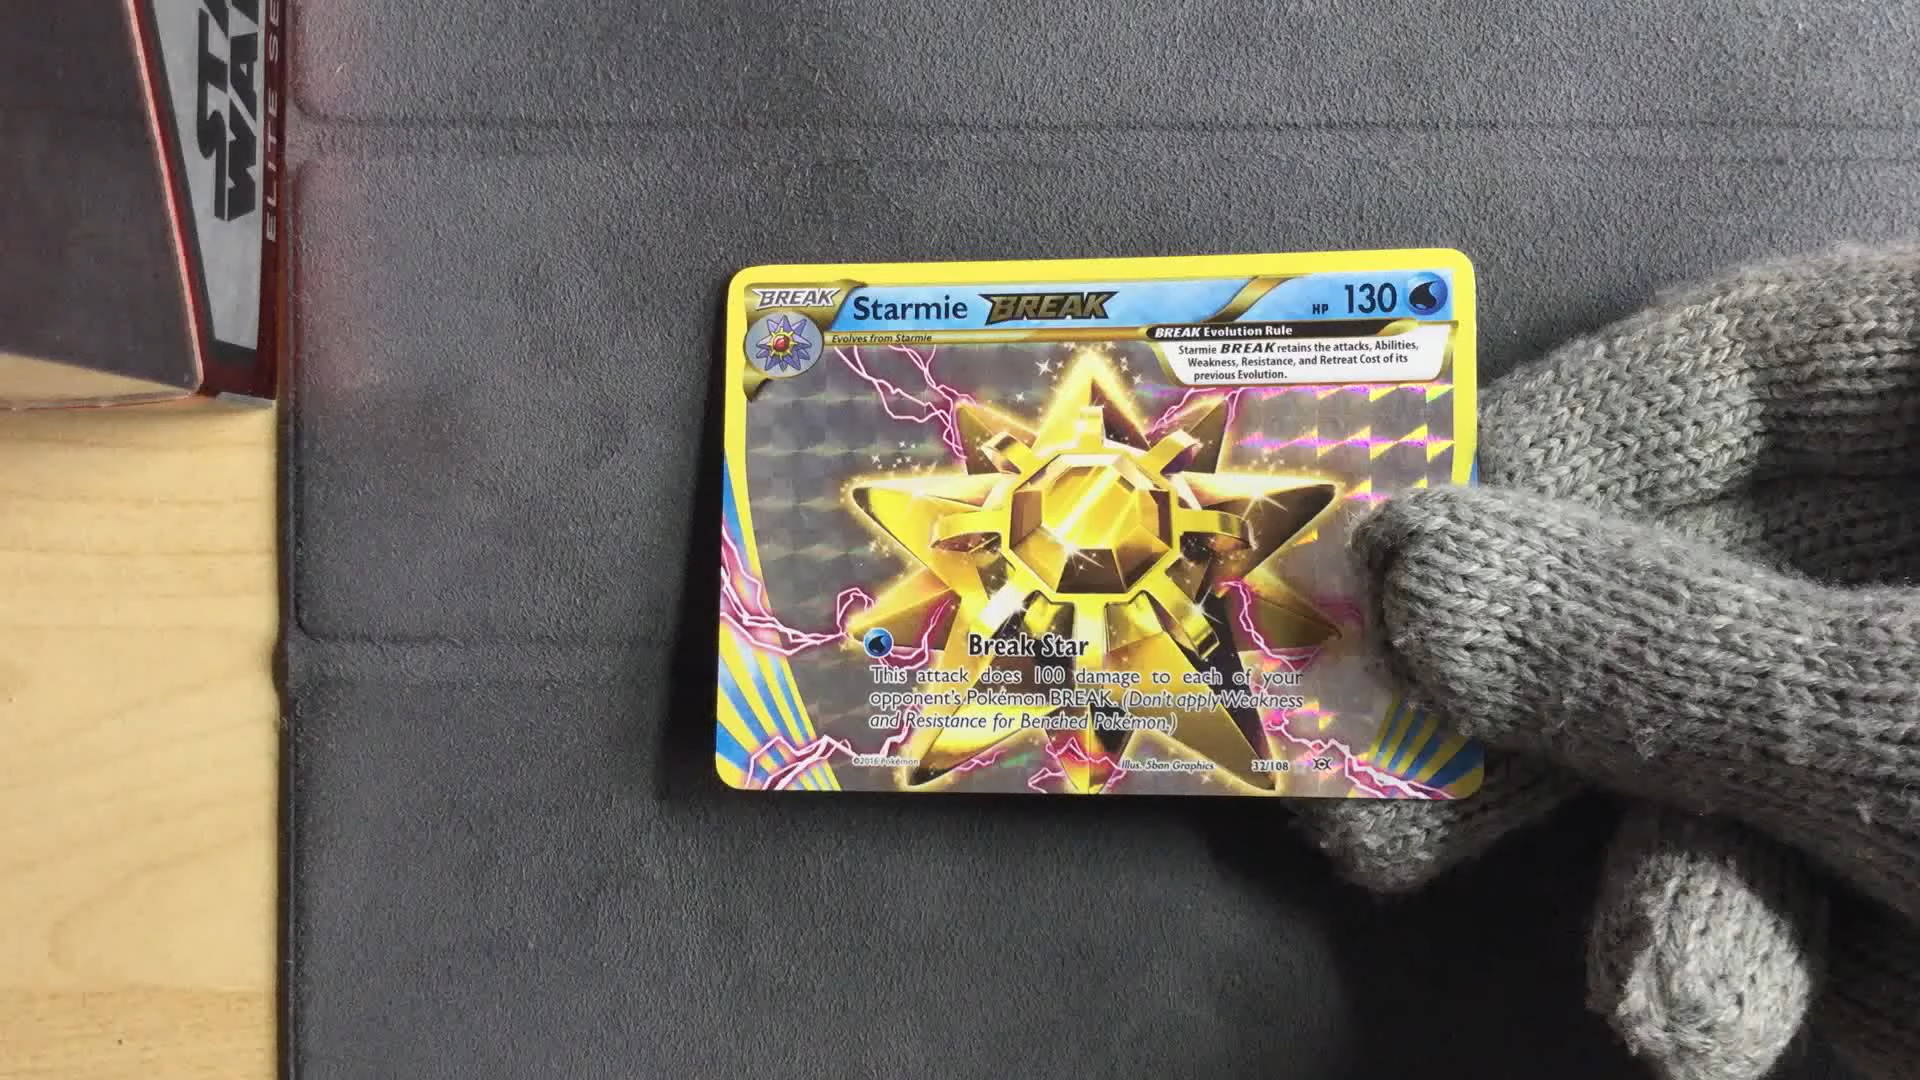 BREAK
Starmie BREAK
HP 130
Evolves from Starmie
BREAK Evolution Rule
Starmie BREAK retains the attacks, Abilities,
Weakness, Resistance, and Retreat Cost of its
previous Evolution.
Break Star
This attack does 100 damage to each of your
opponent's Pokémon BREAK. (Don't apply Weakness
and Resistance for Benched Pokémon.)
©2016 Pokémon
Illus. 5ban Graphics
32/108